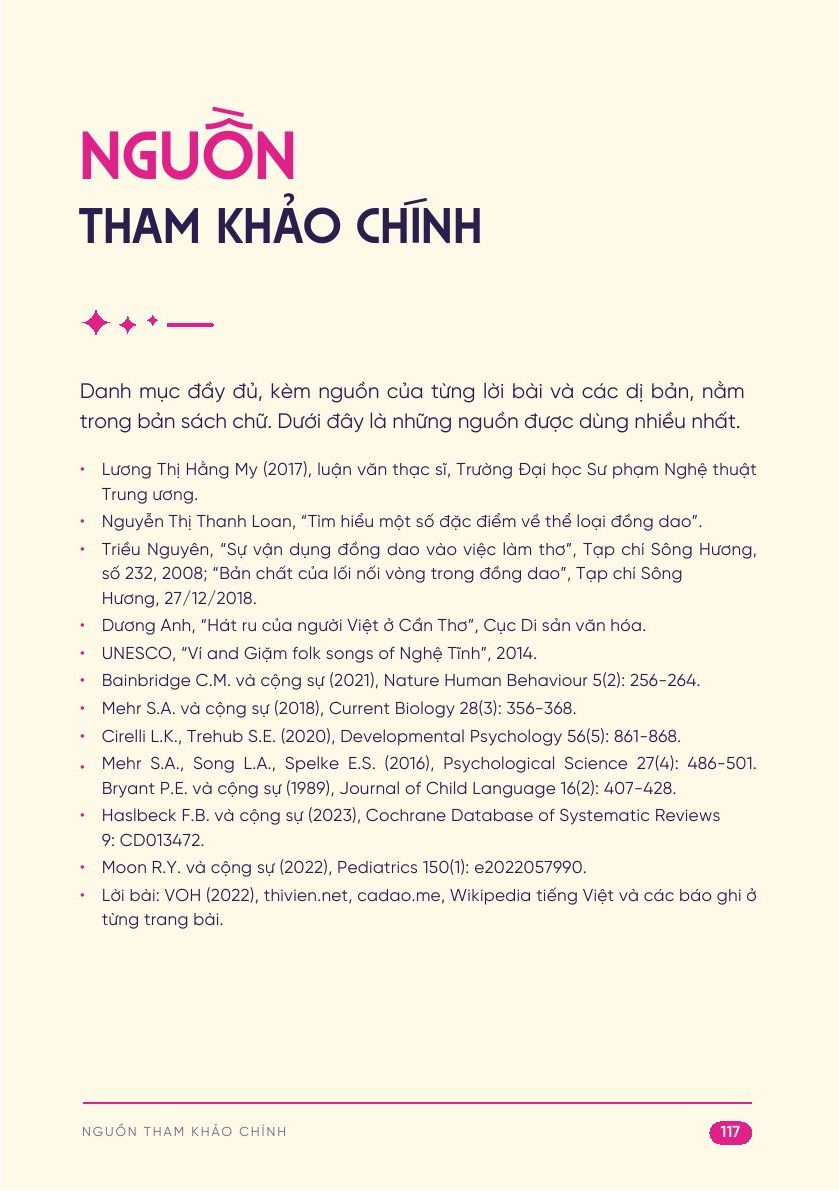 NGUỒN
THAM KHẢO CHÍNH
Danh mục đầy đủ, kèm nguồn của từng lời bài và các dị bản, nằm
trong bản sách chữ. Dưới đây là những nguồn được dùng nhiều nhất.
• Lương Thị Hằng My (2017), luận văn thạc sĩ, Trường Đại học Sư phạm Nghệ thuật
Trung ương.
• Nguyễn Thị Thanh Loan, “Tìm hiểu một số đặc điểm về thể loại đồng dao”.
• Triều Nguyên, “Sự vận dụng đồng dao vào việc làm thơ”, Tạp chí Sông Hương,
số 232, 2008; “Bản chất của lối nối vòng trong đồng dao”, Tạp chí Sông
Hương, 27/12/2018.
• Dương Anh, “Hát ru của người Việt ở Cần Thơ”, Cục Di sản văn hóa.
• UNESCO, “Ví and Giặm folk songs of Nghệ Tĩnh”, 2014.
• Bainbridge C.M. và cộng sự (2021), Nature Human Behaviour 5(2): 256-264.
• Mehr S.A. và cộng sự (2018), Current Biology 28(3): 356-368.
• Cirelli L.K., Trehub S.E. (2020), Developmental Psychology 56(5): 861-868.
• Mehr S.A., Song L.A., Spelke E.S. (2016), Psychological Science 27(4): 486-501.
Bryant P.E. và cộng sự (1989), Journal of Child Language 16(2): 407-428.
• Haslbeck F.B. và cộng sự (2023), Cochrane Database of Systematic Reviews
9: CD013472.
• Moon R.Y. và cộng sự (2022), Pediatrics 150(1): e2022057990.
• Lời bài: VOH (2022), thivien.net, cadao.me, Wikipedia tiếng Việt và các báo ghi ở
từng trang bài.
NGUỒN THAM KHẢO CHÍNH
117